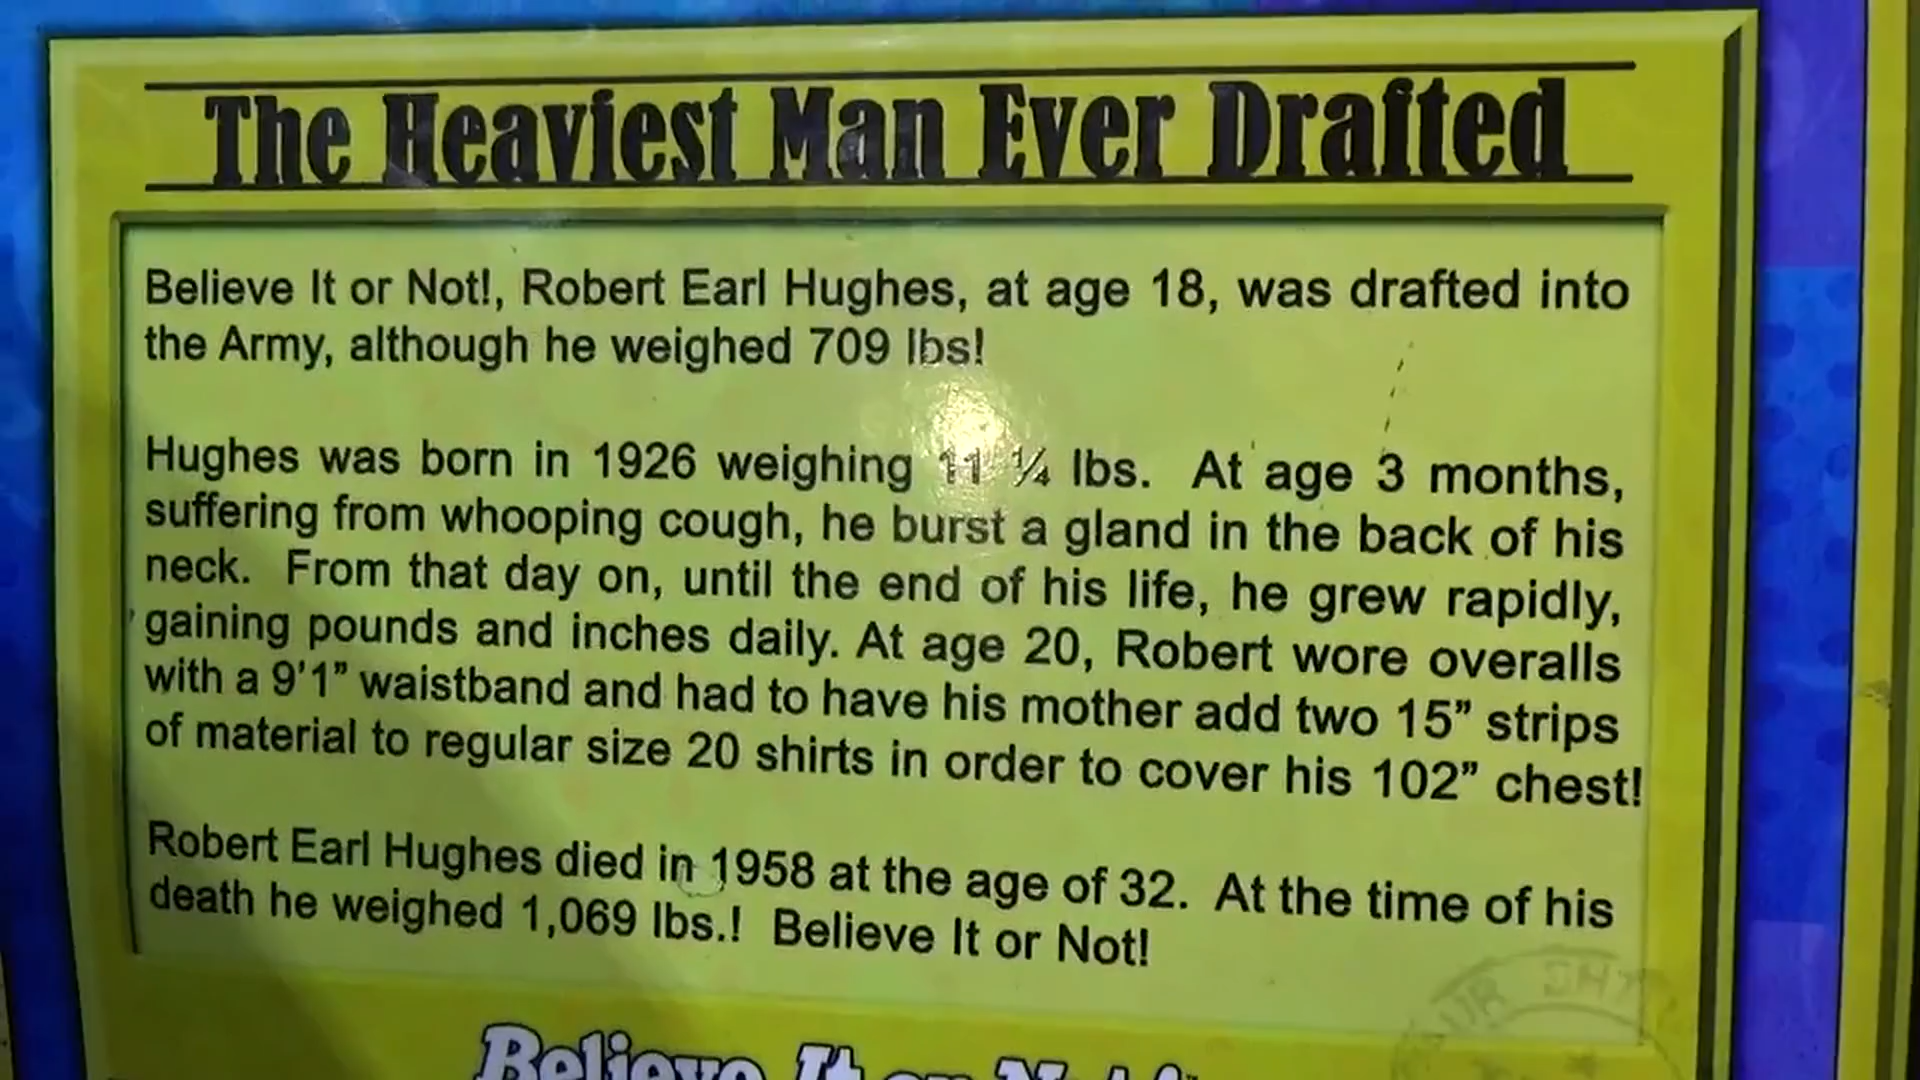 The Heaviest Man Ever Drafted
Believe It or Not!, Robert Earl Hughes, at age 18, was drafted into
the Army, although he weighed 709 lbs!
Hughes was born in 1926 weighing 11 ¼ lbs. At age 3 months,
suffering from whooping cough, he burst a gland in the back of his
neck. From that day on, until the end of his life, he grew rapidly,
gaining pounds and inches daily. At age 20, Robert wore overalls
with a 9'1” waistband and had to have his mother add two 15” strips
of material to regular size 20 shirts in order to cover his 102” chest!
Robert Earl Hughes died in 1958 at the age of 32. At the time of his
death he weighed 1,069 lbs.! Believe It or Not!
Believe It or Not!